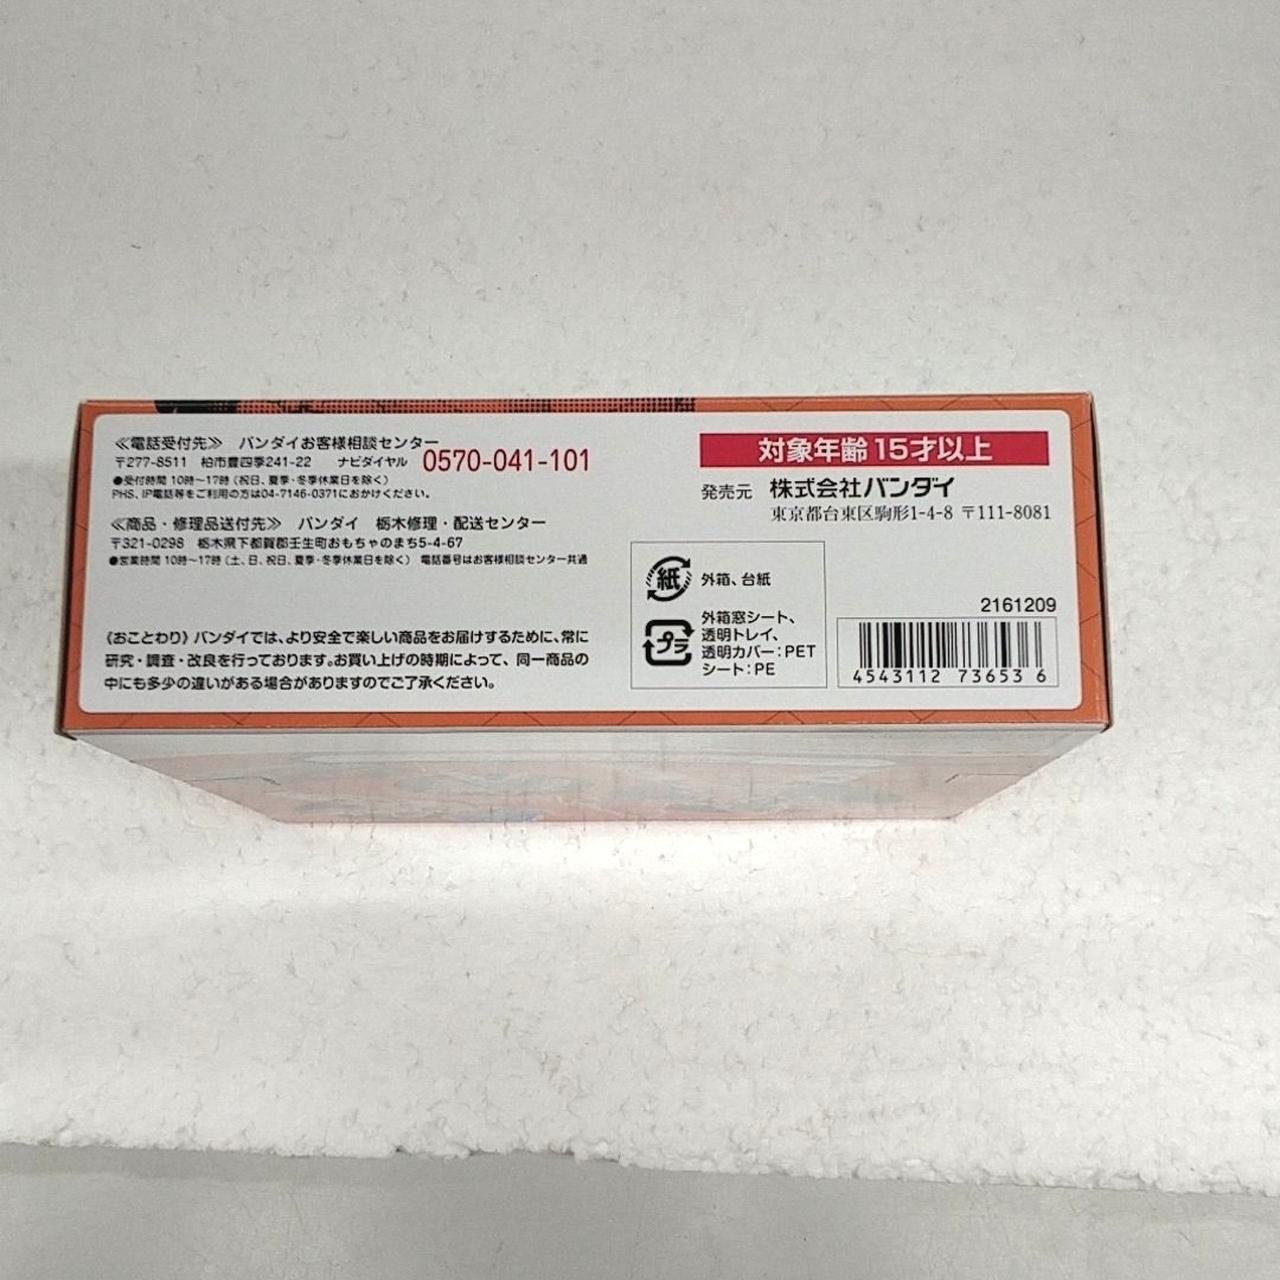 ≪電話受付先≫ バンダイお客様相談センター
〒277-8511 柏市豊四季241-22 ナビダイヤル 0570-041-101
●受付時間 10時〜17時(祝日、夏季・冬季休業日を除く)
PHS、IP電話等をご利用の方は04-7146-0371におかけください。
≪商品・修理品送付先≫ バンダイ 栃木修理・配送センター
〒321-0298 栃木県下都賀郡壬生町おもちゃのまち5-4-67
●営業時間 10時〜17時(土、日、祝日、夏季・冬季休業日を除く) 電話番号はお客様相談センター共通
《おことわり》バンダイでは、より安全で楽しい商品をお届けするために、常に
研究・調査・改良を行っております。お買い上げの時期によって、同一商品の
中にも多少の違いがある場合がありますのでご了承ください。
対象年齢 15才以上
発売元 株式会社バンダイ
東京都台東区駒形1-4-8 〒111-8081
紙 外箱、台紙
プラ 外箱窓シート、
透明トレイ、
透明カバー:PET
シート:PE
2161209
4543112 73653 6